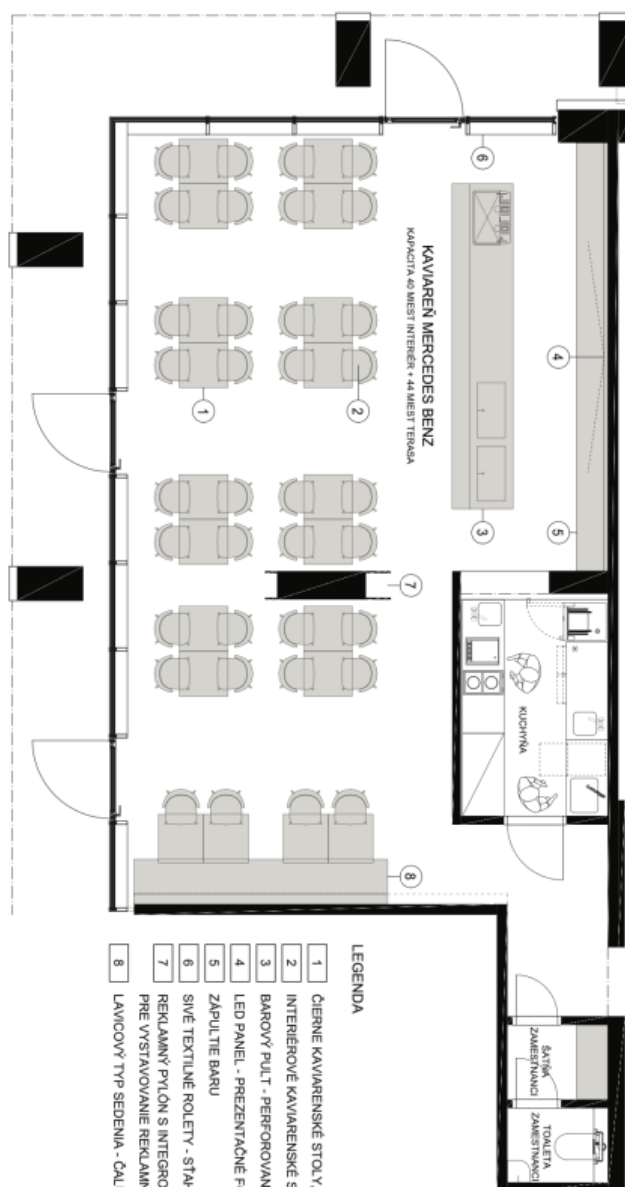 KAVIAREŇ MERCEDES BENZ
KAPACITA 40 MIEST INTERIÉR + 44 MIEST TERASA
1
2
3
4
5
6
7
8
KUCHYŇA
ŠATŇA
ZAMESTNANCI
TOALETA
ZAMESTNANCI
LEGENDA
1 ČIERNE KAVIARENSKÉ STOLY,
2 INTERIÉROVÉ KAVIARENSKÉ
3 BAROVÝ PULT - PERFOROVAN
4 LED PANEL - PREZENTAČNÉ
5 ZÁPULTIE BARU
6 SIVÉ TEXTILNÉ ROLETY - SŤAH
7 REKLAMNÝ PYLÓN S INTEGRO
PRE VYSTAVOVANIE REKLAMN
8 LAVICOVÝ TYP SEDENIA - ČAL